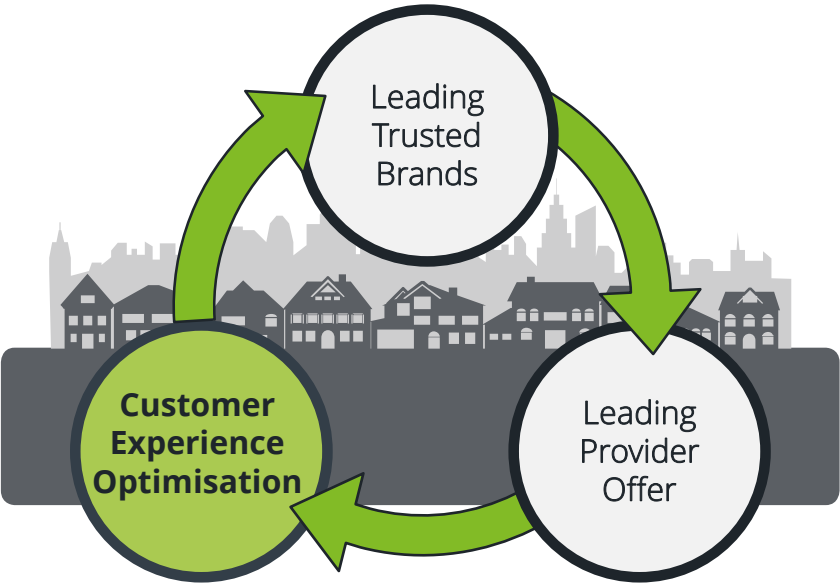 Leading
Trusted
Brands
Customer
Experience
Optimisation
Leading
Provider
Offer